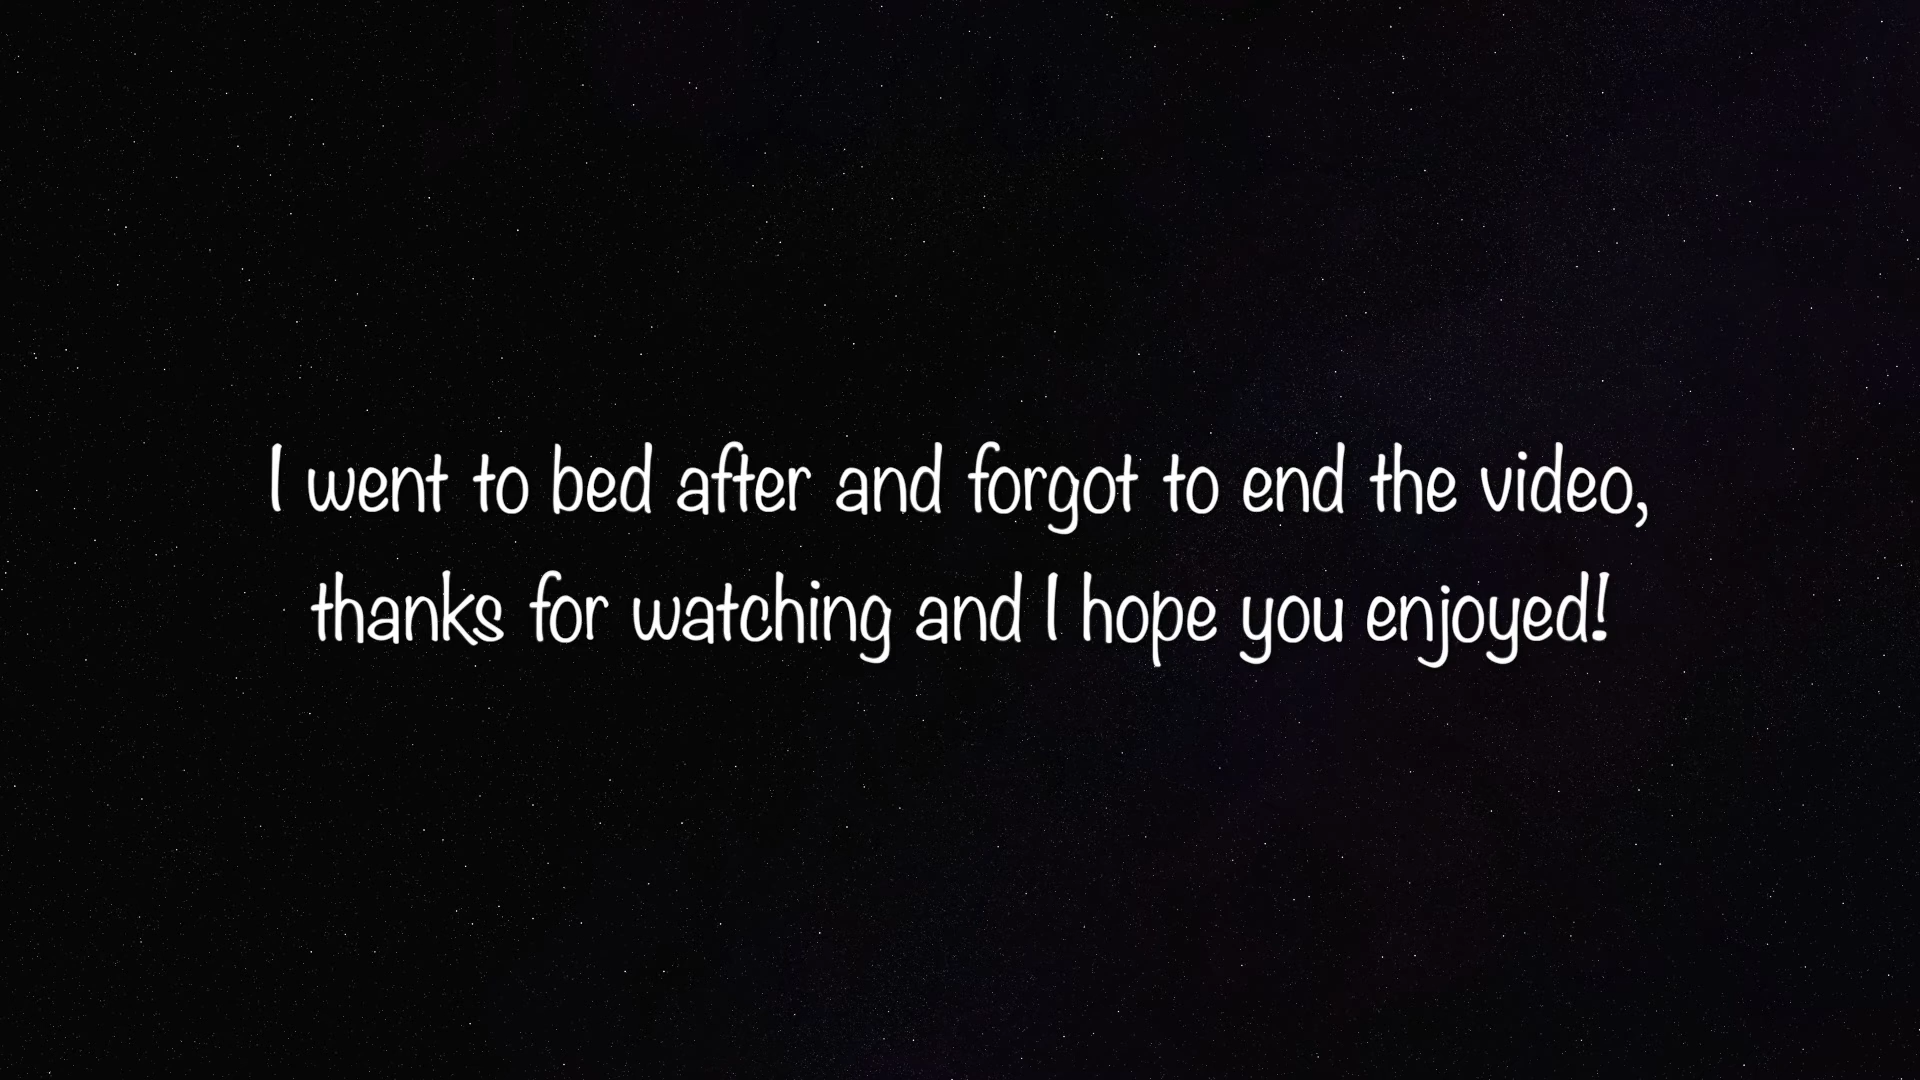 I went to bed after and forgot to end the video,
thanks for watching and I hope you enjoyed!